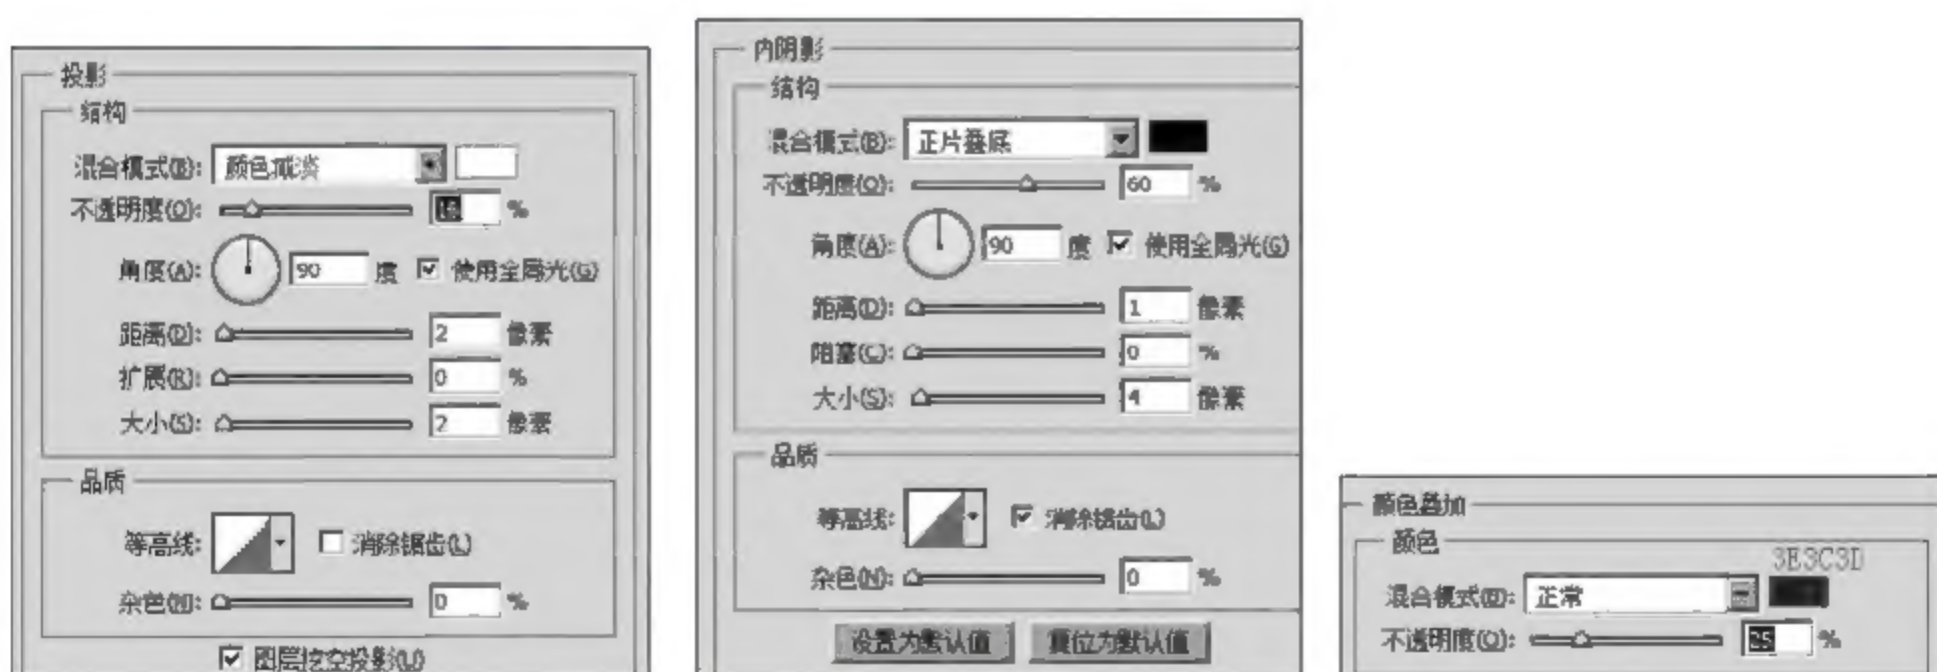 投影
结构
混合模式(B): 颜色减淡
不透明度(O): %
角度(A): 90 度 使用全局光(G)
距离(D): 2 像素
扩展(R): 0 %
大小(S): 2 像素
品质
等高线: 消除锯齿(L)
杂色(N): 0 %
图层挖空投影(U)
内阴影
结构
混合模式(B): 正片叠底
不透明度(O): 60 %
角度(A): 90 度 使用全局光(G)
距离(D): 1 像素
阻塞(C): 0 %
大小(S): 4 像素
品质
等高线: 消除锯齿(L)
杂色(N): 0 %
设置为默认值 复位为默认值
颜色叠加
颜色
3E3C3D
混合模式(B): 正常
不透明度(O): %